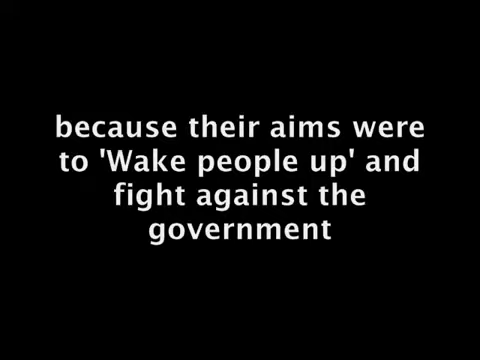 because their aims were
to 'Wake people up' and
fight against the
government